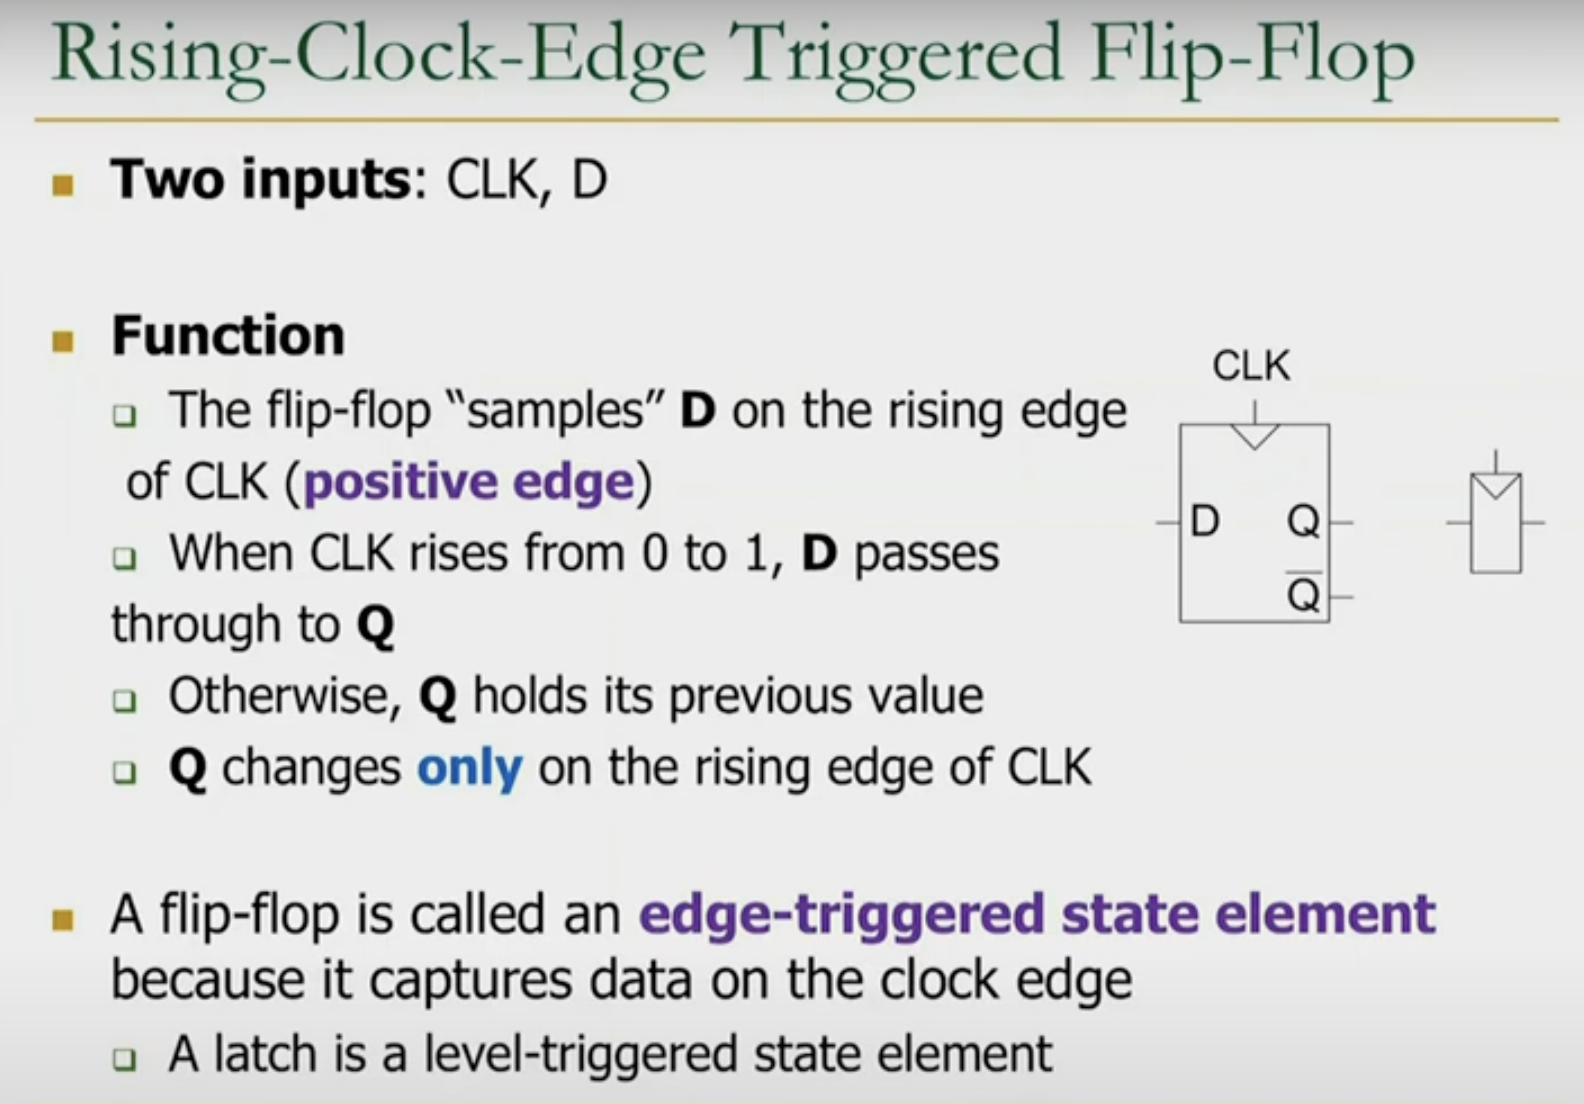 Rising-Clock-Edge Triggered Flip-Flop
Two inputs: CLK, D
Function
The flip-flop “samples” D on the rising edge
of CLK (positive edge)
When CLK rises from 0 to 1, D passes
through to Q
Otherwise, Q holds its previous value
Q changes only on the rising edge of CLK
CLK
D Q
Q̅
A flip-flop is called an edge-triggered state element
because it captures data on the clock edge
A latch is a level-triggered state element